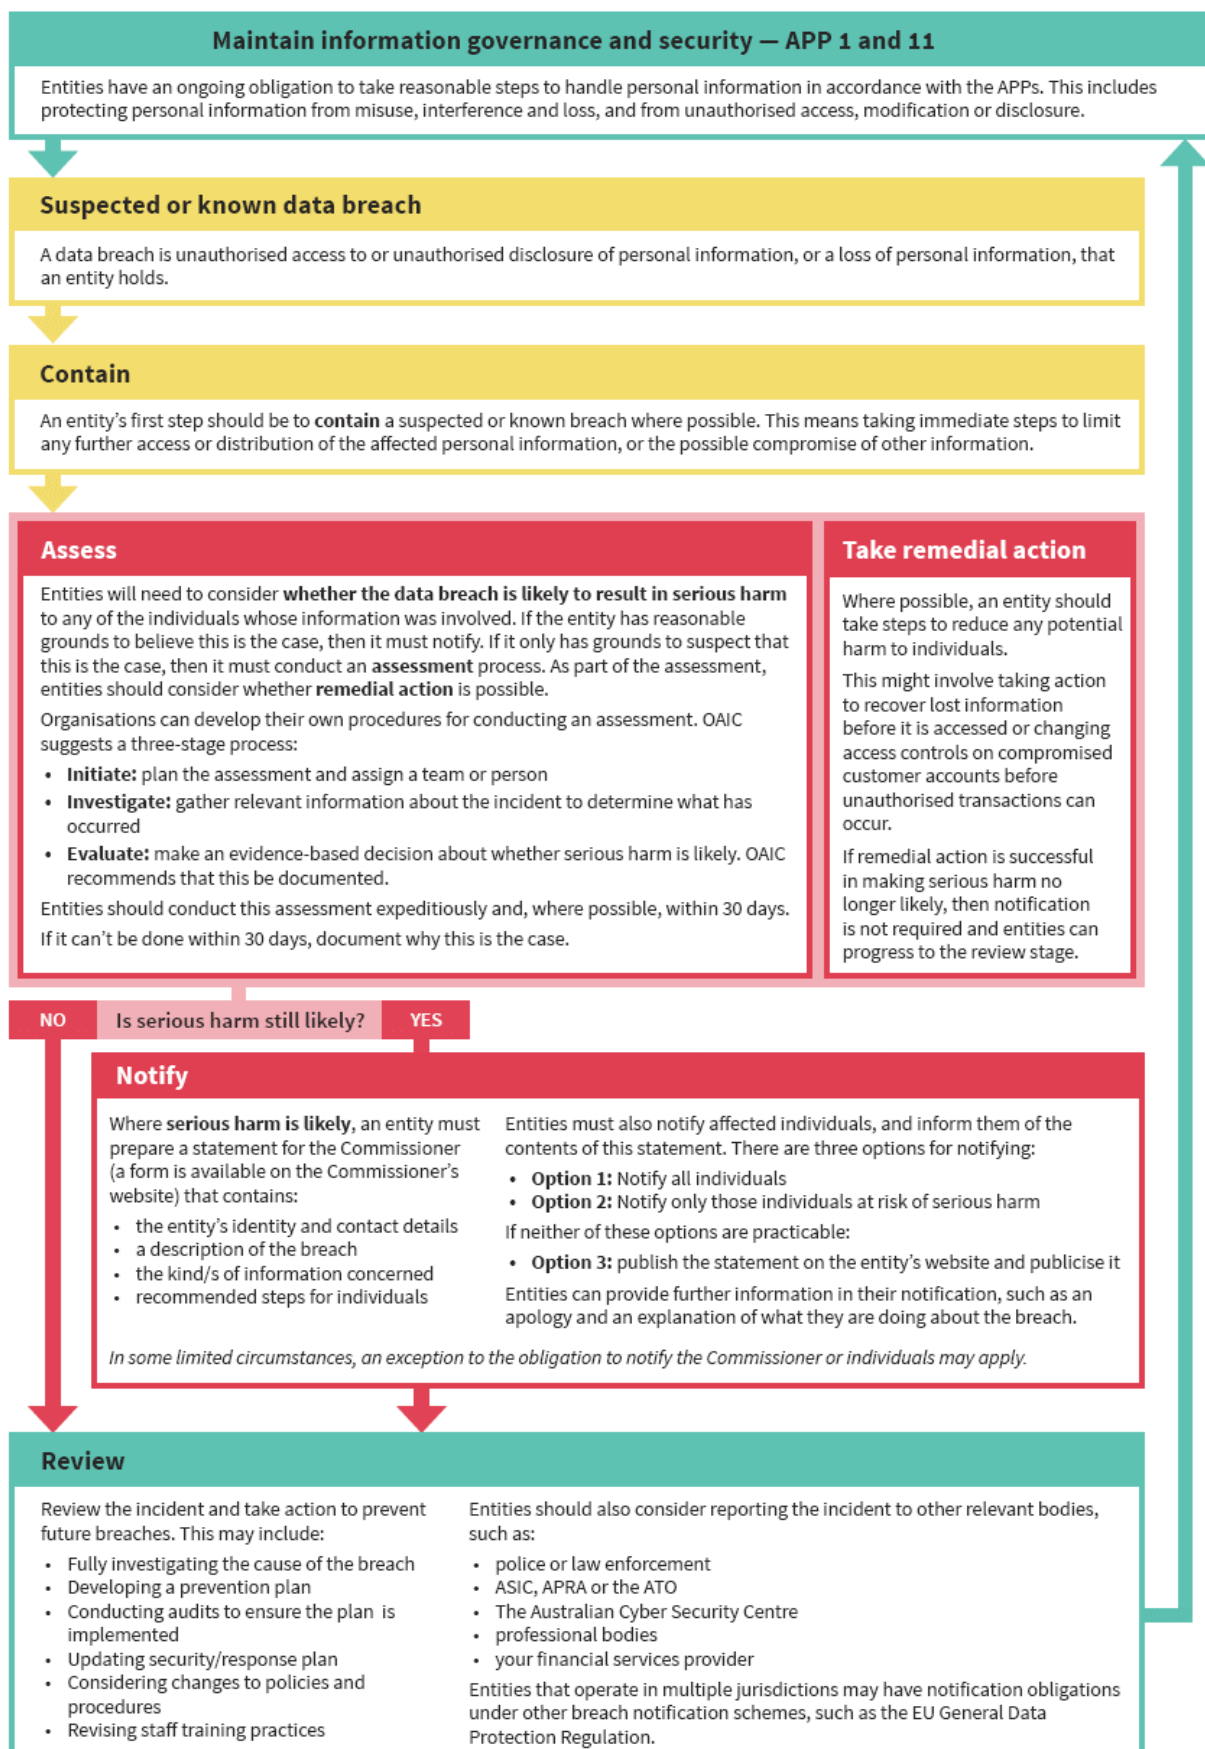 Maintain information governance and security — APP 1 and 11
Entities have an ongoing obligation to take reasonable steps to handle personal information in accordance with the APPs. This includes
protecting personal information from misuse, interference and loss, and from unauthorised access, modification or disclosure.
Suspected or known data breach
A data breach is unauthorised access to or unauthorised disclosure of personal information, or a loss of personal information, that
an entity holds.
Contain
An entity’s first step should be to contain a suspected or known breach where possible. This means taking immediate steps to limit
any further access or distribution of the affected personal information, or the possible compromise of other information.
Assess
Entities will need to consider whether the data breach is likely to result in serious harm
to any of the individuals whose information was involved. If the entity has reasonable
grounds to believe this is the case, then it must notify. If it only has grounds to suspect that
this is the case, then it must conduct an assessment process. As part of the assessment,
entities should consider whether remedial action is possible.
Organisations can develop their own procedures for conducting an assessment. OAIC
suggests a three-stage process:
• Initiate: plan the assessment and assign a team or person
• Investigate: gather relevant information about the incident to determine what has
occurred
• Evaluate: make an evidence-based decision about whether serious harm is likely. OAIC
recommends that this be documented.
Entities should conduct this assessment expeditiously and, where possible, within 30 days.
If it can’t be done within 30 days, document why this is the case.
Take remedial action
Where possible, an entity should
take steps to reduce any potential
harm to individuals.
This might involve taking action
to recover lost information
before it is accessed or changing
access controls on compromised
customer accounts before
unauthorised transactions can
occur.
If remedial action is successful
in making serious harm no
longer likely, then notification
is not required and entities can
progress to the review stage.
NO Is serious harm still likely? YES
Notify
Where serious harm is likely, an entity must
prepare a statement for the Commissioner
(a form is available on the Commissioner’s
website) that contains:
• the entity’s identity and contact details
• a description of the breach
• the kind/s of information concerned
• recommended steps for individuals
Entities must also notify affected individuals, and inform them of the
contents of this statement. There are three options for notifying:
• Option 1: Notify all individuals
• Option 2: Notify only those individuals at risk of serious harm
If neither of these options are practicable:
• Option 3: publish the statement on the entity’s website and publicise it
Entities can provide further information in their notification, such as an
apology and an explanation of what they are doing about the breach.
In some limited circumstances, an exception to the obligation to notify the Commissioner or individuals may apply.
Review
Review the incident and take action to prevent
future breaches. This may include:
• Fully investigating the cause of the breach
• Developing a prevention plan
• Conducting audits to ensure the plan is
implemented
• Updating security/response plan
• Considering changes to policies and
procedures
• Revising staff training practices
Entities should also consider reporting the incident to other relevant bodies,
such as:
• police or law enforcement
• ASIC, APRA or the ATO
• The Australian Cyber Security Centre
• professional bodies
• your financial services provider
Entities that operate in multiple jurisdictions may have notification obligations
under other breach notification schemes, such as the EU General Data
Protection Regulation.